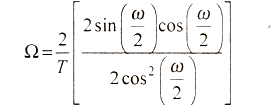 Ω = 2/T [ 2 sin (ω/2) cos (ω/2) / 2 cos² (ω/2) ]